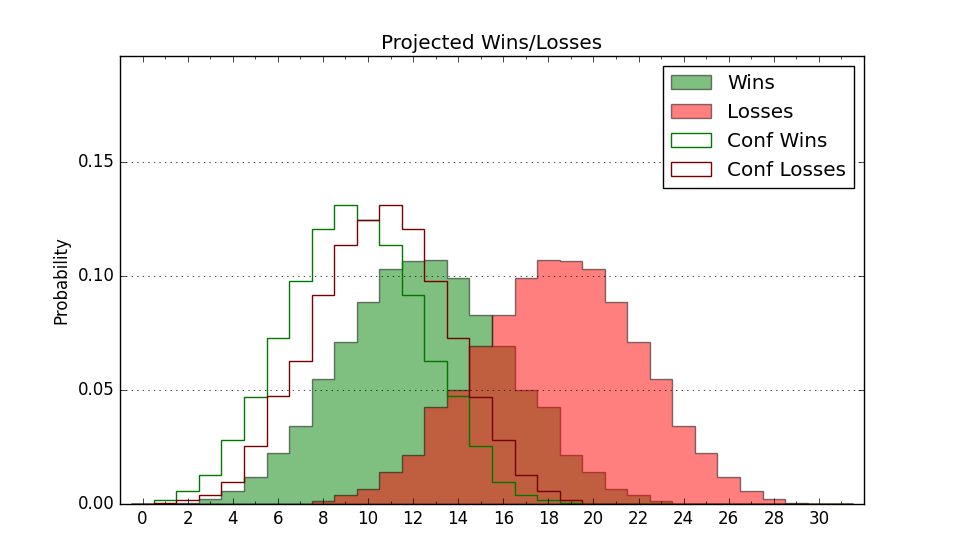 Projected Wins/Losses
Wins
Losses
Conf Wins
Conf Losses
Probability
0.15
0.10
0.05
0.00
0 2 4 6 8 10 12 14 16 18 20 22 24 26 28 30